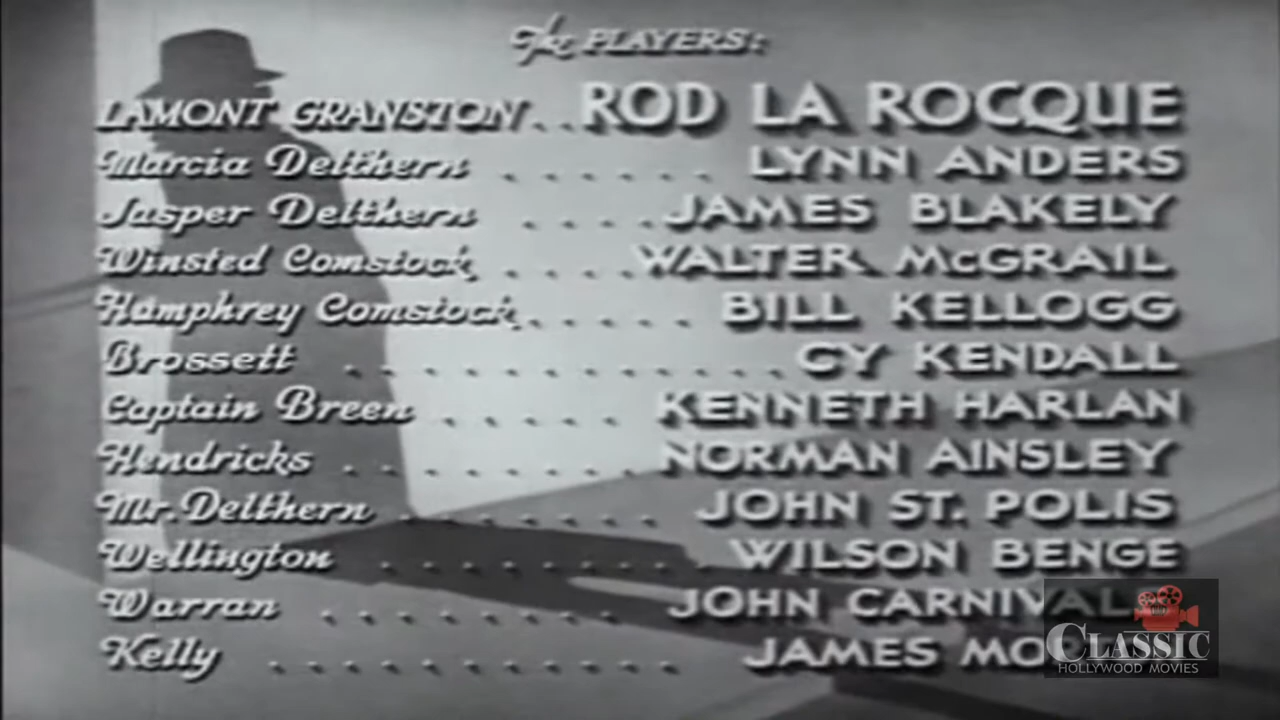 The PLAYERS:
LAMONT GRANSTON . . ROD LA ROCQUE
Marcia Delthern . . . . . . LYNN ANDERS
Jasper Delthern . . . . JAMES BLAKELY
Winsted Comstock . . . . WALTER McGRAIL
Humphrey Comstock . . . . . BILL KELLOGG
Brossett . . . . . . . . . . . . CY KENDALL
Captain Breen . . . . . KENNETH HARLAN
Hendricks . . . . . . . . NORMAN AINSLEY
Mr. Delthern . . . . . . . JOHN ST. POLIS
Wellington . . . . . . . . WILSON BENGE
Warran . . . . . . . . JOHN
Kelly . . . . . . . . . . . JAMES
CLASSIC
HOLLYWOOD MOVIES